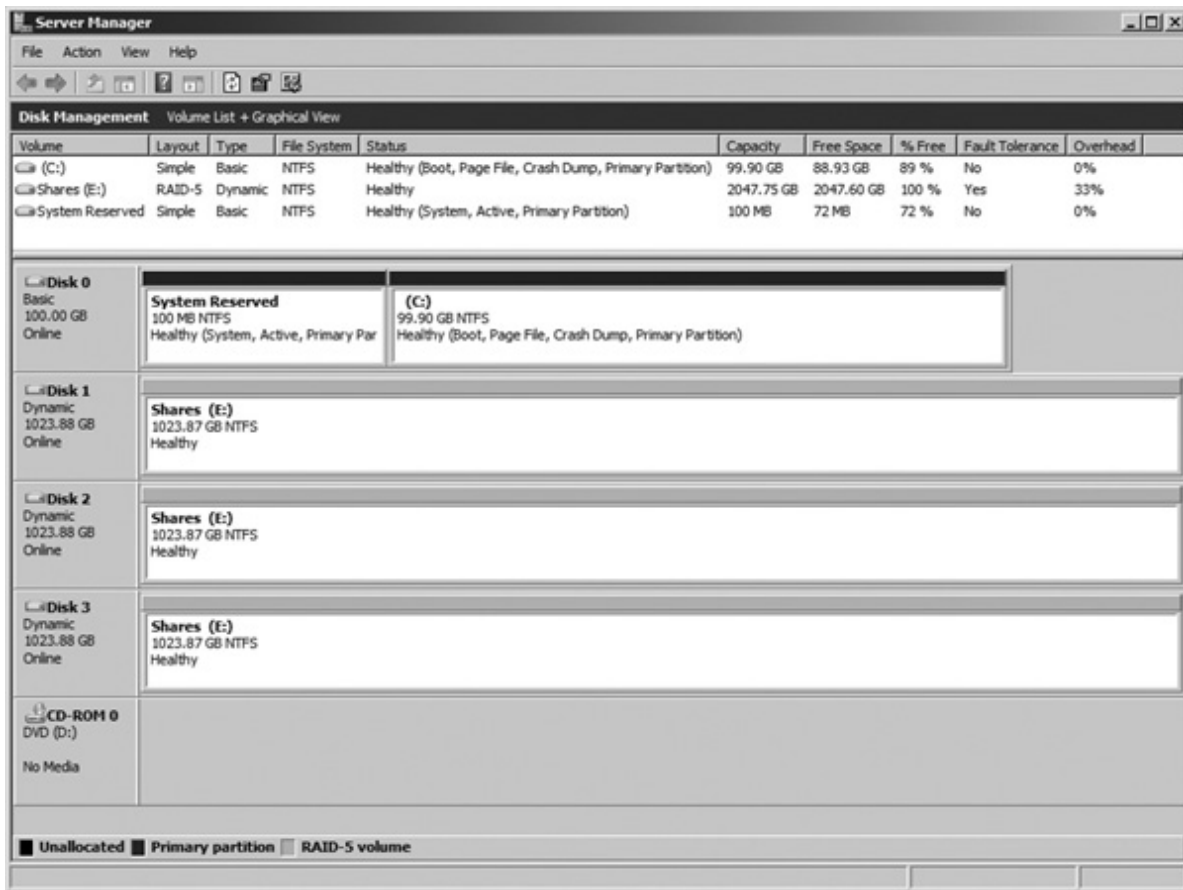 Server Manager
File Action View Help
Disk Management Volume List + Graphical View
Volume Layout Type File System Status Capacity Free Space % Free Fault Tolerance Overhead
(C:) Simple Basic NTFS Healthy (Boot, Page File, Crash Dump, Primary Partition) 99.90 GB 88.93 GB 89 % No 0%
Shares (E:) RAID-5 Dynamic NTFS Healthy 2047.75 GB 2047.60 GB 100 % Yes 33%
System Reserved Simple Basic NTFS Healthy (System, Active, Primary Partition) 100 MB 72 MB 72 % No 0%
Disk 0
Basic
100.00 GB
Online
System Reserved
100 MB NTFS
Healthy (System, Active, Primary Par
(C:)
99.90 GB NTFS
Healthy (Boot, Page File, Crash Dump, Primary Partition)
Disk 1
Dynamic
1023.88 GB
Online
Shares (E:)
1023.87 GB NTFS
Healthy
Disk 2
Dynamic
1023.88 GB
Online
Shares (E:)
1023.87 GB NTFS
Healthy
Disk 3
Dynamic
1023.88 GB
Online
Shares (E:)
1023.87 GB NTFS
Healthy
CD-ROM 0
DVD (D:)
No Media
Unallocated Primary partition RAID-5 volume